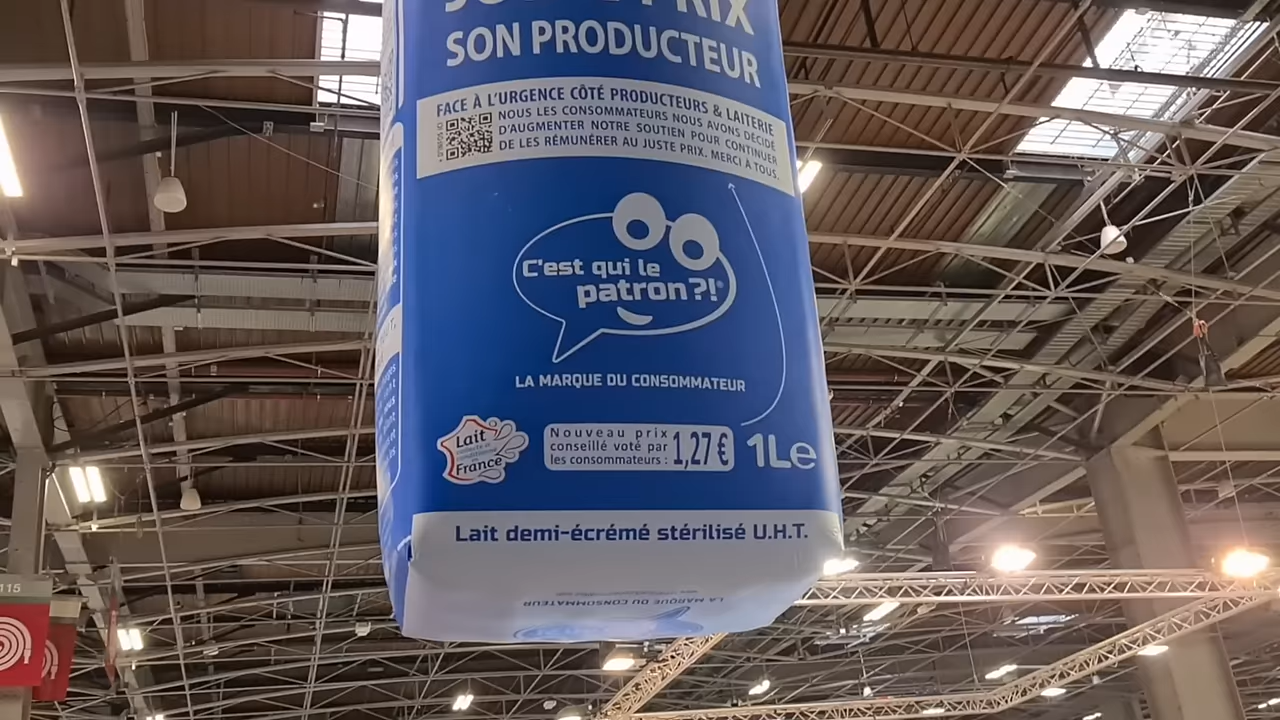 SON PRODUCTEUR
FACE À L'URGENCE CÔTÉ PRODUCTEURS & LAITERIE
NOUS LES CONSOMMATEURS NOUS AVONS DÉCIDÉ
D'AUGMENTER NOTRE SOUTIEN POUR CONTINUER
DE LES RÉMUNÉRER AU JUSTE PRIX. MERCI À TOUS.
C'est qui le
patron?!
LA MARQUE DU CONSOMMATEUR
Lait
France
Nouveau prix
conseillé voté par
les consommateurs :
1,27€
1Le
Lait demi-écrémé stérilisé U.H.T.
LA MARQUE DU CONSOMMATEUR
115